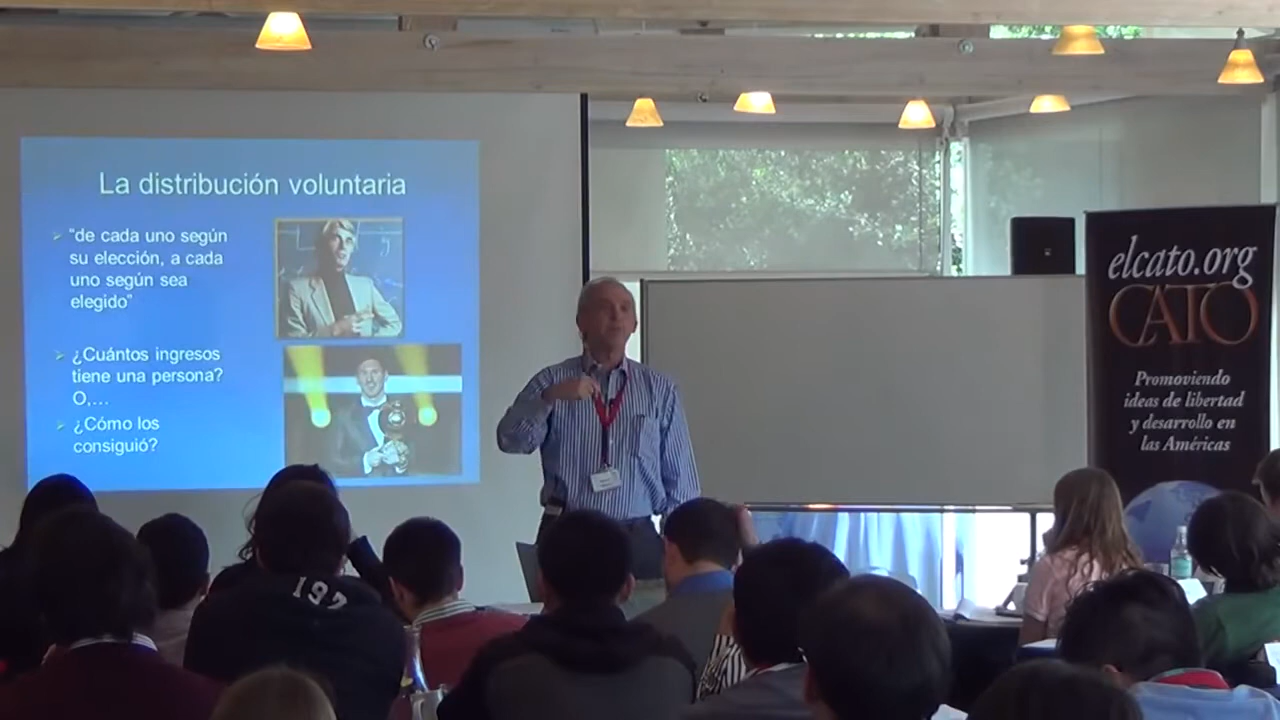 La distribución voluntaria
"de cada uno según
su elección, a cada
uno según sea
elegido"
¿Cuántos ingresos
tiene una persona?
O,…
¿Cómo los
consiguió?
elcato.org
CATO
Promoviendo
ideas de libertad
y desarrollo en
las Américas
197